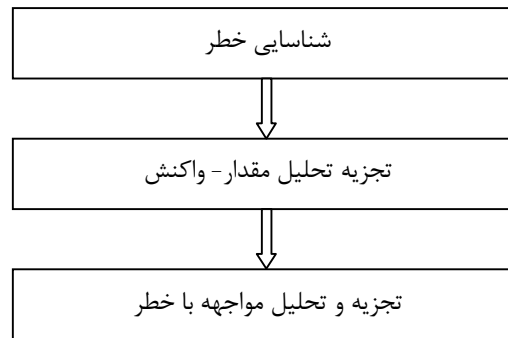 شناسایی خطر
تجزیه تحلیل مقدار- واکنش
تجزیه و تحلیل مواجهه با خطر